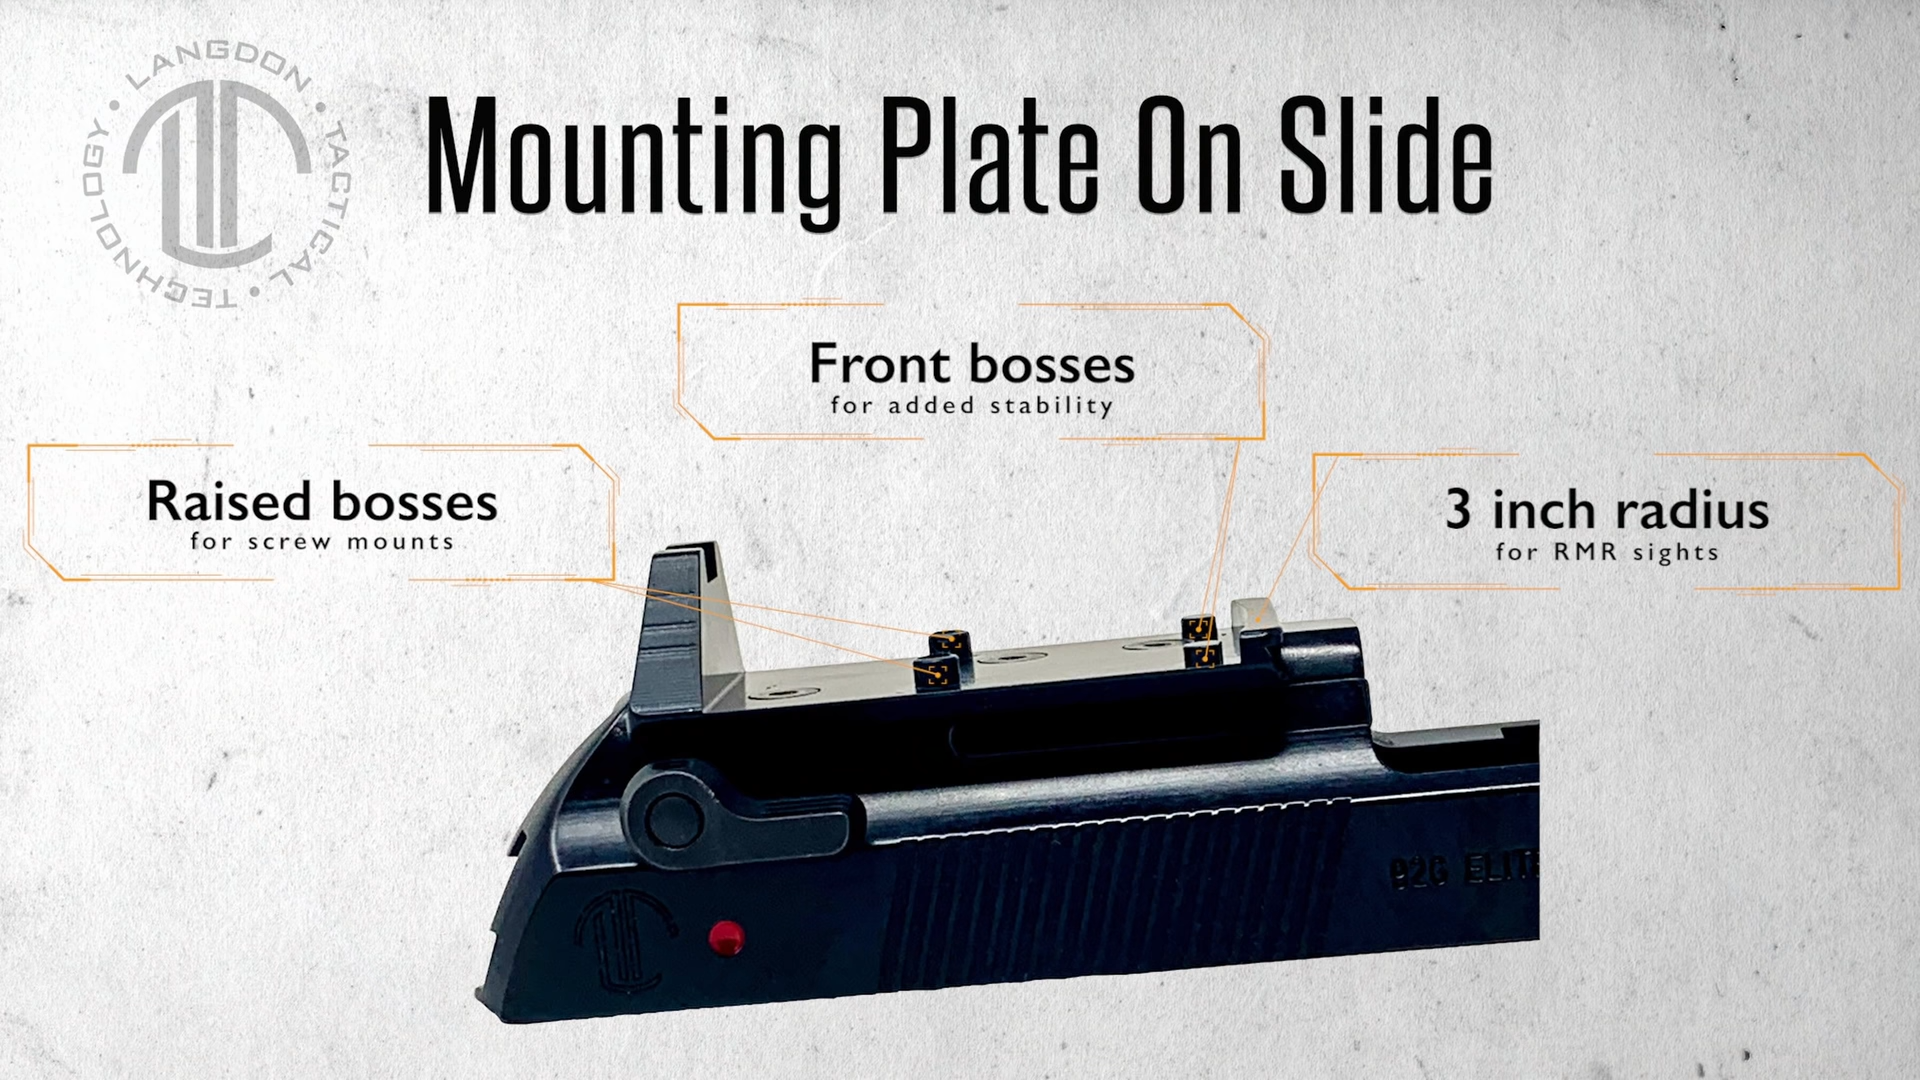 LANGDON • TACTICAL • TECHNOLOGY •
Mounting Plate On Slide
Front bosses
for added stability
Raised bosses
for screw mounts
3 inch radius
for RMR sights
92G ELITE